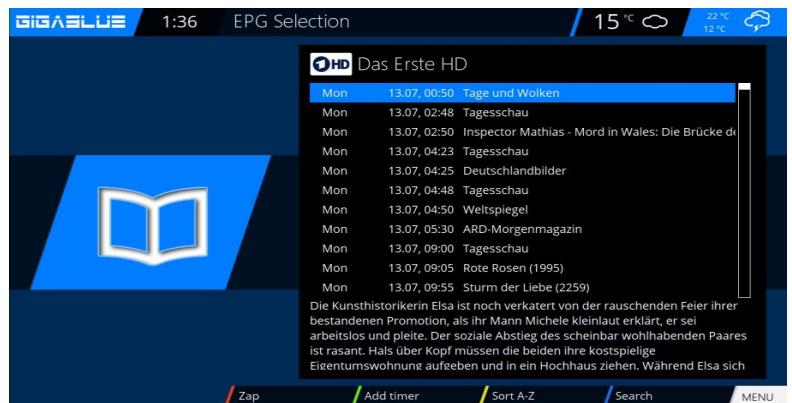 GIGABLUE 1:36 EPG Selection 15 °C 22 °C
12 °C
HD Das Erste HD
Mon 13.07, 00:50 Tage und Wolken
Mon 13.07, 02:48 Tagesschau
Mon 13.07, 02:50 Inspector Mathias - Mord in Wales: Die Brücke de
Mon 13.07, 04:23 Tagesschau
Mon 13.07, 04:25 Deutschlandbilder
Mon 13.07, 04:48 Tagesschau
Mon 13.07, 04:50 Weltspiegel
Mon 13.07, 05:30 ARD-Morgenmagazin
Mon 13.07, 09:00 Tagesschau
Mon 13.07, 09:05 Rote Rosen (1995)
Mon 13.07, 09:55 Sturm der Liebe (2259)
Die Kunsthistorikerin Elsa ist noch verkatert von der rauschenden Feier ihrer
bestandenen Promotion, als ihr Mann Michele kleinlaut erklärt, er sei
arbeitslos und pleite. Der soziale Abstieg des scheinbar wohlhabenden Paares
ist rasant. Hals über Kopf müssen die beiden ihre kostspielige
Eigentumswohnung aufgeben und in ein Hochhaus ziehen. Während Elsa sich
Zap Add timer Sort A-Z Search MENU